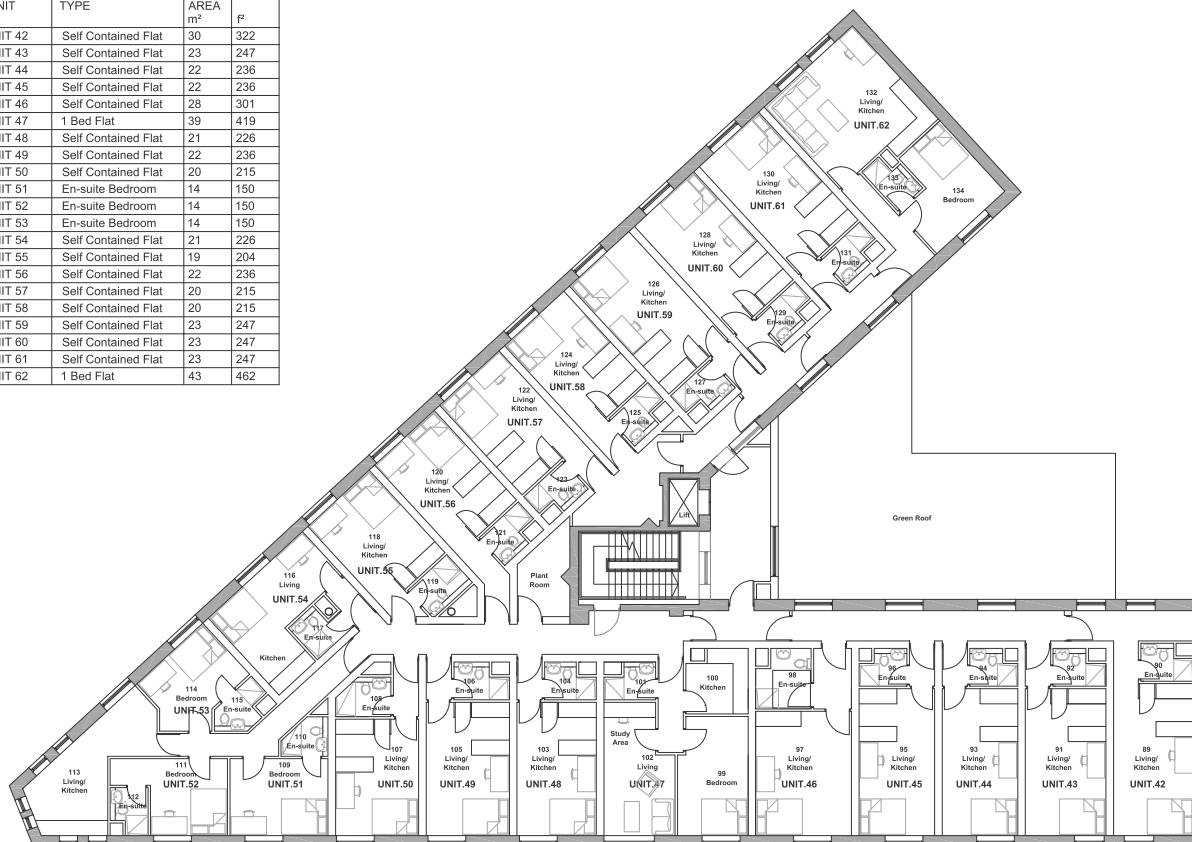 NIT TYPE AREA
m² f²
NIT 42 Self Contained Flat 30 322
NIT 43 Self Contained Flat 23 247
NIT 44 Self Contained Flat 22 236
NIT 45 Self Contained Flat 22 236
NIT 46 Self Contained Flat 28 301
NIT 47 1 Bed Flat 39 419
NIT 48 Self Contained Flat 21 226
NIT 49 Self Contained Flat 22 236
NIT 50 Self Contained Flat 20 215
NIT 51 En-suite Bedroom 14 150
NIT 52 En-suite Bedroom 14 150
NIT 53 En-suite Bedroom 14 150
NIT 54 Self Contained Flat 21 226
NIT 55 Self Contained Flat 19 204
NIT 56 Self Contained Flat 22 236
NIT 57 Self Contained Flat 20 215
NIT 58 Self Contained Flat 20 215
NIT 59 Self Contained Flat 23 247
NIT 60 Self Contained Flat 23 247
NIT 61 Self Contained Flat 23 247
NIT 62 1 Bed Flat 43 462
132
Living/
Kitchen
UNIT.62
133
En-suite
134
Bedroom
130
Living/
Kitchen
UNIT.61
131
En-suite
128
Living/
Kitchen
UNIT.60
129
En-suite
126
Living/
Kitchen
UNIT.59
127
En-suite
124
Living/
Kitchen
UNIT.58
125
En-suite
122
Living/
Kitchen
UNIT.57
123
En-suite
120
Living/
Kitchen
UNIT.56
121
En-suite
Lift
Green Roof
118
Living/
Kitchen
UNIT.55
119
En-suite
Plant
Room
116
Living
UNIT.54
117
En-suite
Kitchen
114
Bedroom
UNIT.53
115
En-suite
113
Living/
Kitchen
111
Bedroom
UNIT.52
112
En-suite
110
En-suite
109
Bedroom
UNIT.51
108
En-suite
107
Living/
Kitchen
UNIT.50
106
En-suite
105
Living/
Kitchen
UNIT.49
104
En-suite
103
Living/
Kitchen
UNIT.48
101
En-suite
Study
Area
102
Living
UNIT.47
100
Kitchen
99
Bedroom
98
En-suite
97
Living/
Kitchen
UNIT.46
96
En-suite
95
Living/
Kitchen
UNIT.45
94
En-suite
93
Living/
Kitchen
UNIT.44
92
En-suite
91
Living/
Kitchen
UNIT.43
90
En-suite
89
Living/
Kitchen
UNIT.42